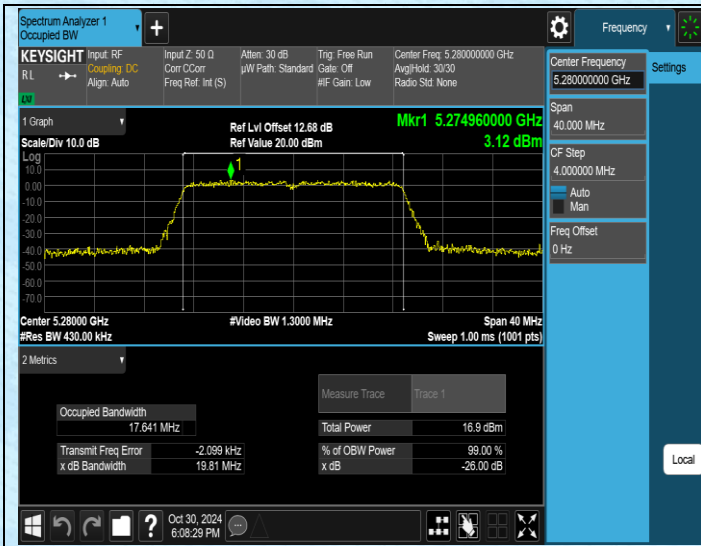 Spectrum Analyzer 1
Occupied BW
Frequency
KEYSIGHT
RL
LXI
Input: RF
Coupling: DC
Align: Auto
Input Z: 50 Ω
Corr CCorr
Freq Ref: Int (S)
Atten: 30 dB
µW Path: Standard
Trig: Free Run
Gate: Off
#IF Gain: Low
Center Freq: 5.280000000 GHz
Avg|Hold: 30/30
Radio Std: None
Center Frequency
5.280000000 GHz
Settings
Span
40.000 MHz
CF Step
4.000000 MHz
Auto
Man
Freq Offset
0 Hz
1 Graph
Scale/Div 10.0 dB
Ref Lvl Offset 12.68 dB
Ref Value 20.00 dBm
Mkr1 5.274960000 GHz
3.12 dBm
Log
10.0
0.00
-10.0
-20.0
-30.0
-40.0
-50.0
-60.0
-70.0
1
Center 5.28000 GHz
#Res BW 430.00 kHz
#Video BW 1.3000 MHz
Span 40 MHz
Sweep 1.00 ms (1001 pts)
2 Metrics
Measure Trace
Trace 1
Occupied Bandwidth
17.641 MHz
Total Power
16.9 dBm
Transmit Freq Error
-2.099 kHz
% of OBW Power
99.00 %
x dB Bandwidth
19.81 MHz
x dB
-26.00 dB
Local
?
Oct 30, 2024
6:08:29 PM